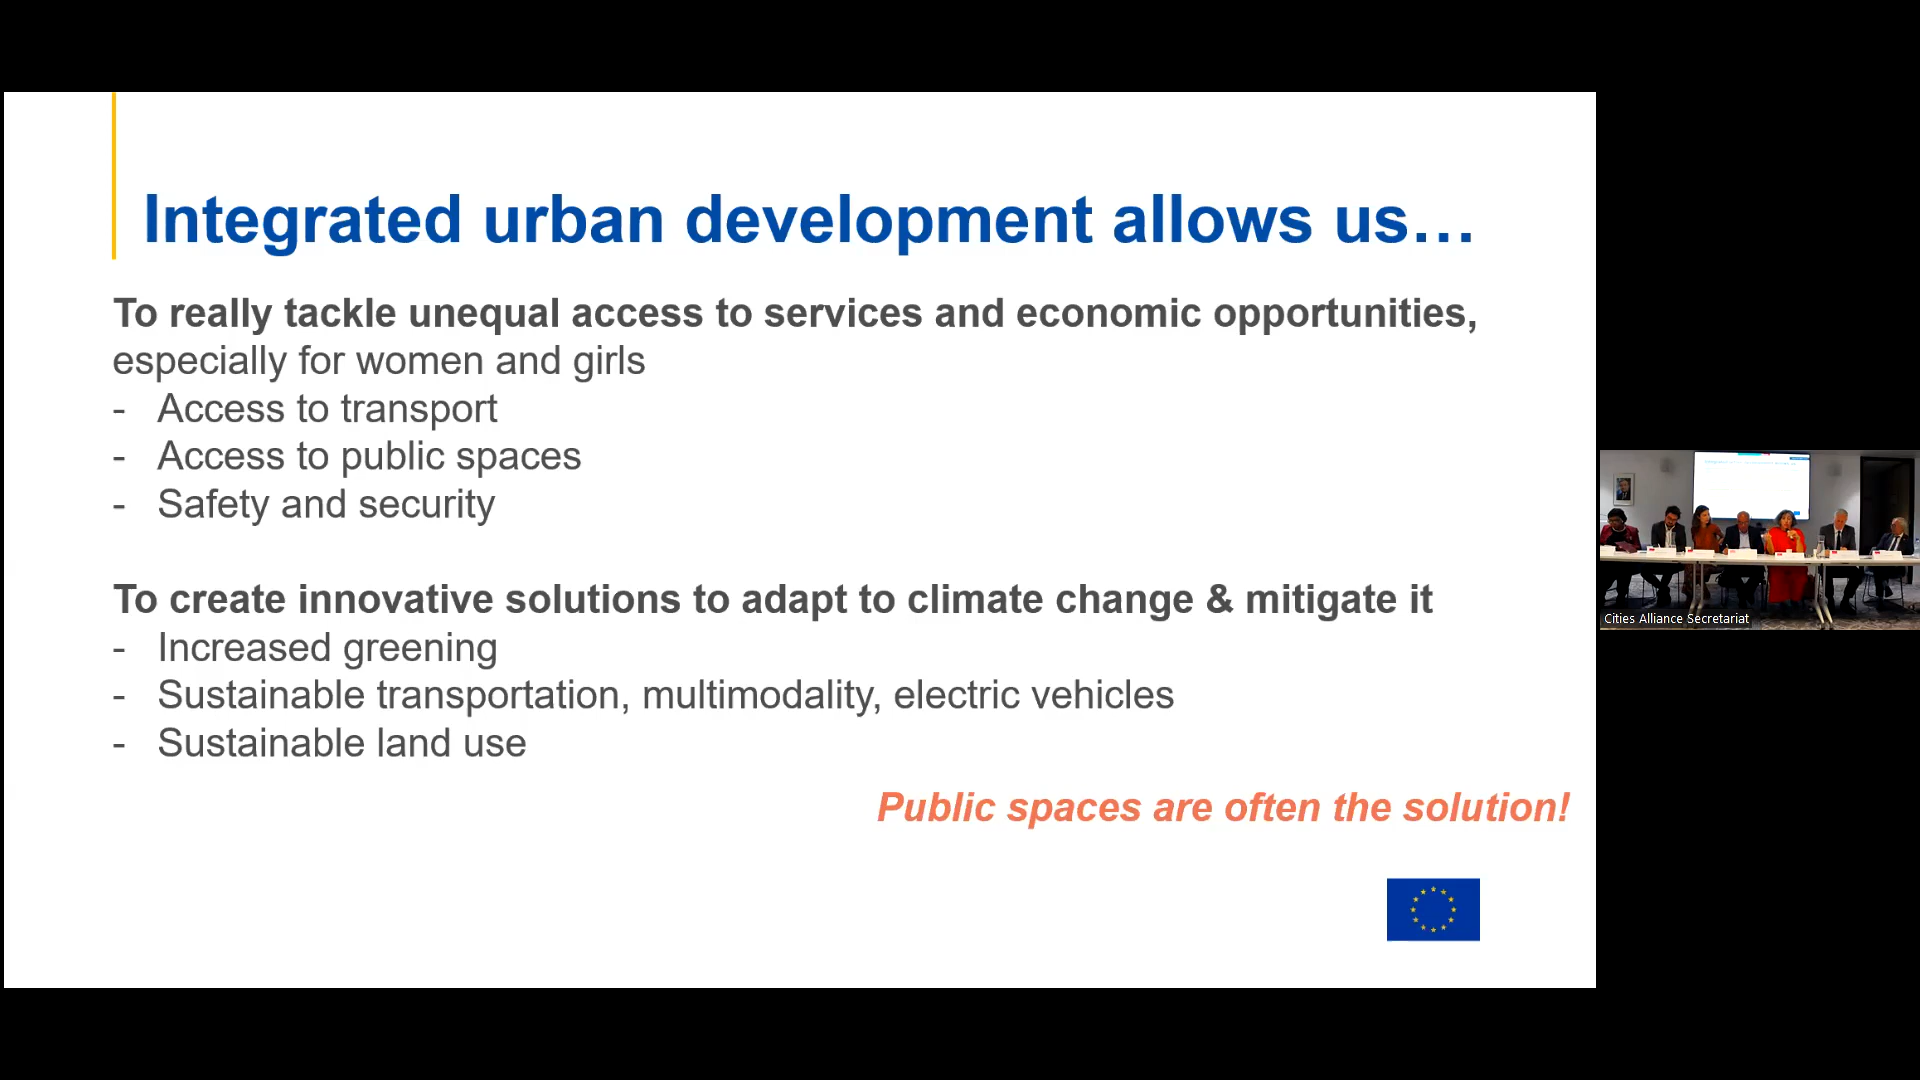 Integrated urban development allows us…
To really tackle unequal access to services and economic opportunities,
especially for women and girls
- Access to transport
- Access to public spaces
- Safety and security
To create innovative solutions to adapt to climate change & mitigate it
- Increased greening
- Sustainable transportation, multimodality, electric vehicles
- Sustainable land use
Public spaces are often the solution!
Cities Alliance Secretariat